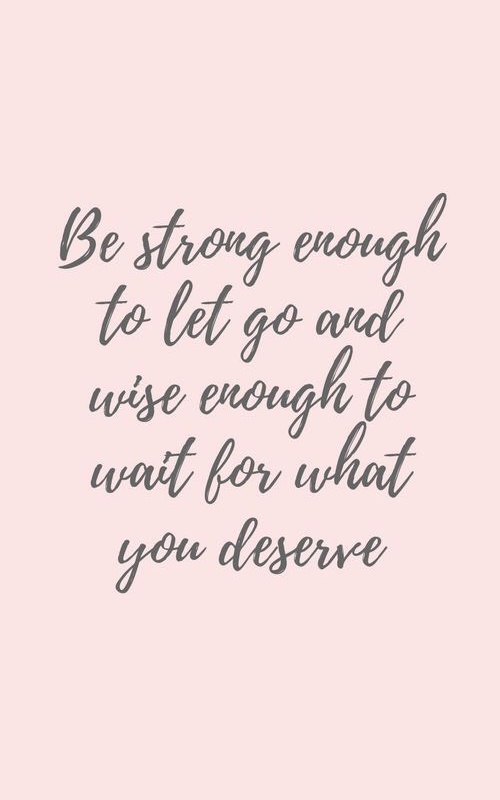 Be strong enough
to let go and
wise enough to
wait for what
you deserve